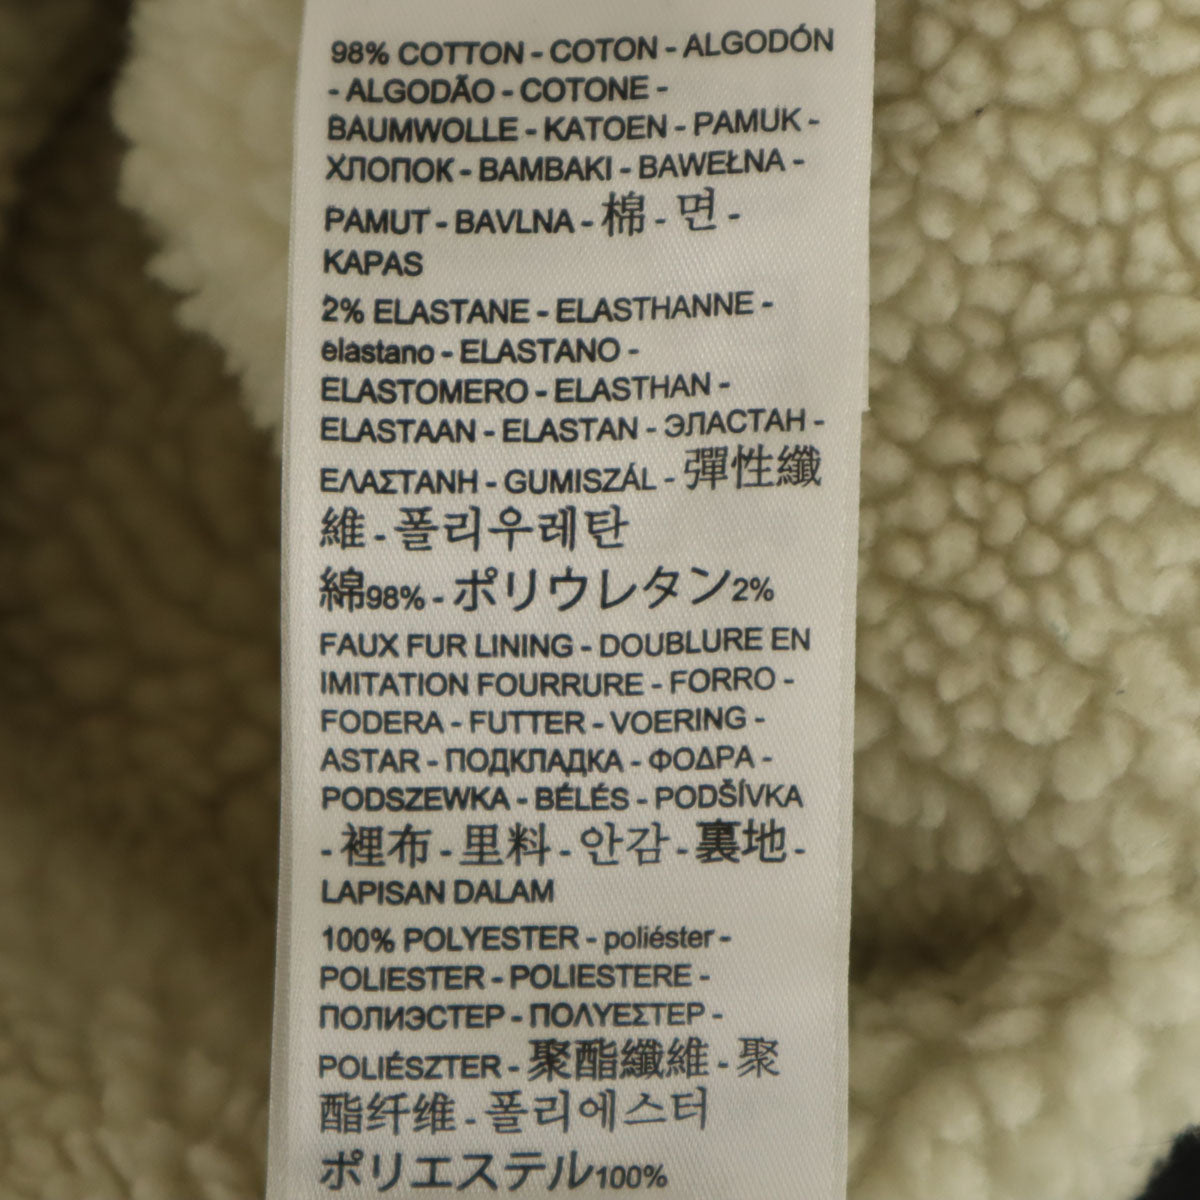 98% COTTON - COTON - ALGODÓN
- ALGODÃO - COTONE -
BAUMWOLLE - KATOEN - PAMUK -
ХЛОПОК - BAMBAKI - BAWEŁNA -
PAMUT - BAVLNA - 棉 - 면 -
KAPAS
2% ELASTANE - ELASTHANNE -
elastano - ELASTANO -
ELASTOMERO - ELASTHAN -
ELASTAAN - ELASTAN - ЭЛАСТАН -
ΕΛΑΣΤΑΝΗ - GUMISZÁL - 彈性纖
維 - 폴리우레탄
綿98% - ポリウレタン2%
FAUX FUR LINING - DOUBLURE EN
IMITATION FOURRURE - FORRO -
FODERA - FUTTER - VOERING -
ASTAR - ПОДКЛАДКА - ΦΟΔΡΑ -
PODSZEWKA - BÉLÉS - PODŠÍVKA
- 裡布 - 里料 - 안감 - 裏地 -
LAPISAN DALAM
100% POLYESTER - poliéster -
POLIESTER - POLIESTERE -
ПОЛИЭСТЕР - ΠΟΛΥΕΣΤΕΡ -
POLIÉSZTER - 聚酯纖維 - 聚
酯纤维 - 폴리에스터
ポリエステル100%